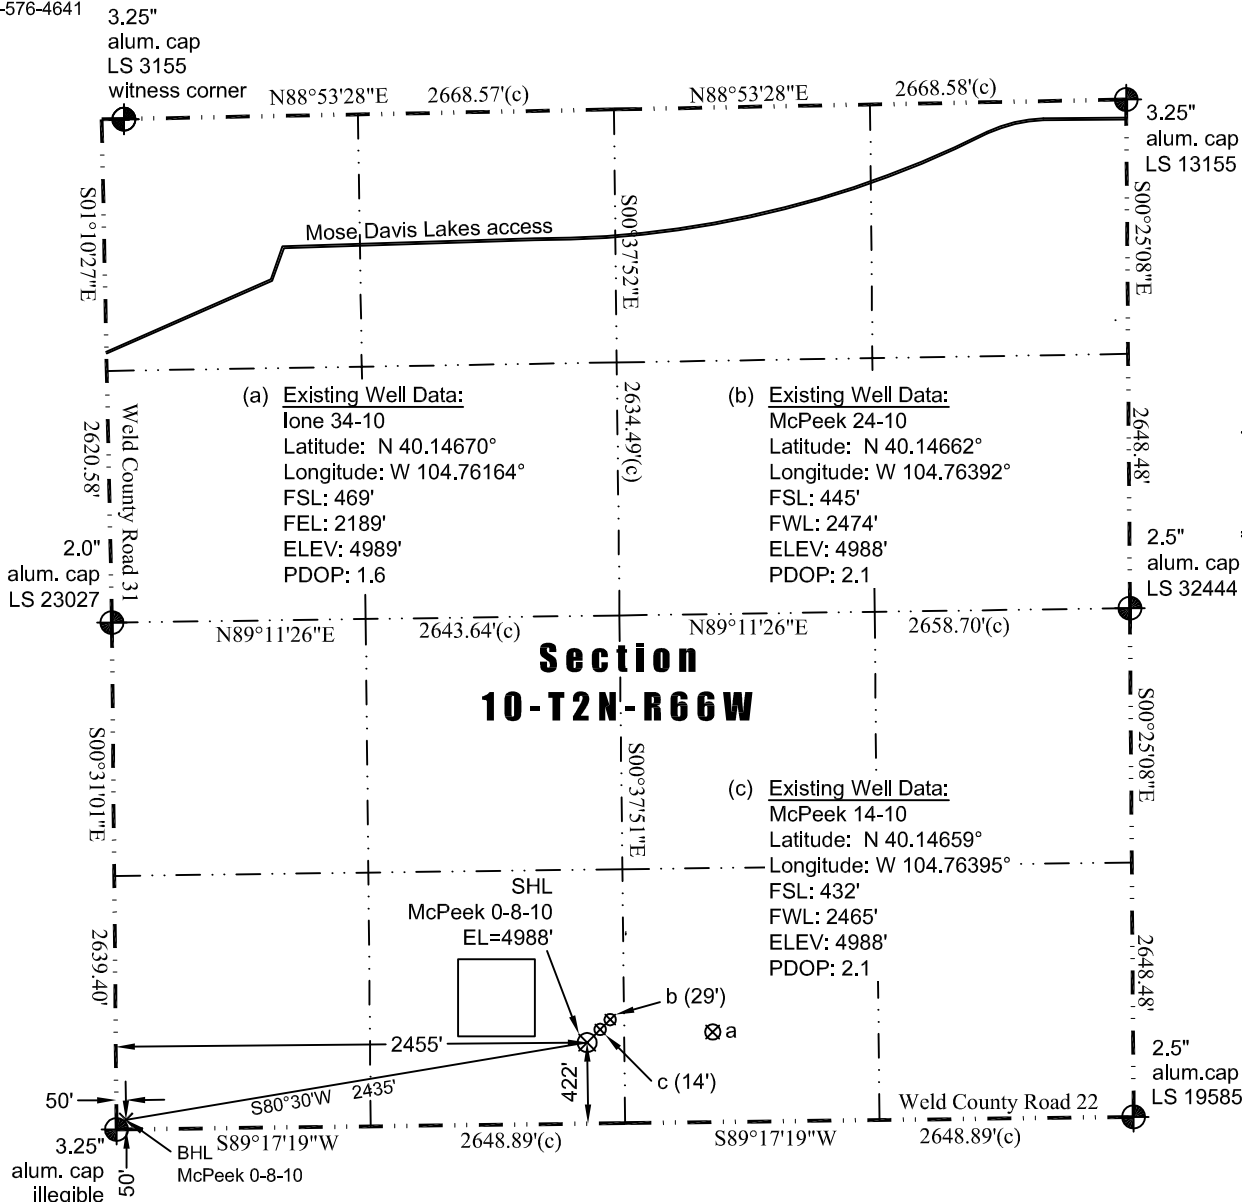 -576-4641
3.25"
alum. cap
LS 3155
witness corner
N88°53'28"E
2668.57'(c)
N88°53'28"E
2668.58'(c)
3.25"
alum. cap
LS 13155
S01°10'27"E
Mose Davis Lakes access
S00°37'52"E
S00°25'08"E
(a) Existing Well Data:
Ione 34-10
Latitude: N 40.14670°
Longitude: W 104.76164°
FSL: 469'
FEL: 2189'
ELEV: 4989'
PDOP: 1.6
(b) Existing Well Data:
McPeek 24-10
Latitude: N 40.14662°
Longitude: W 104.76392°
FSL: 445'
FWL: 2474'
ELEV: 4988'
PDOP: 2.1
Weld County Road 31
2620.58'
2634.49'(c)
2648.48'
2.0"
alum. cap
LS 23027
2.5"
alum. cap
LS 32444
N89°11'26"E
2643.64'(c)
N89°11'26"E
2658.70'(c)
Section
10-T2N-R66W
S00°31'01"E
S00°37'51"E
S00°25'08"E
(c) Existing Well Data:
McPeek 14-10
Latitude: N 40.14659°
Longitude: W 104.76395°
FSL: 432'
FWL: 2465'
ELEV: 4988'
PDOP: 2.1
SHL
McPeek 0-8-10
EL=4988'
2639.40'
2648.48'
b (29')
a
c (14')
2455'
422'
S80°30'W
2435'
50'
50'
BHL
McPeek 0-8-10
3.25"
alum. cap
illegible
S89°17'19"W
2648.89'(c)
S89°17'19"W
2648.89'(c)
Weld County Road 22
2.5"
alum.cap
LS 19585